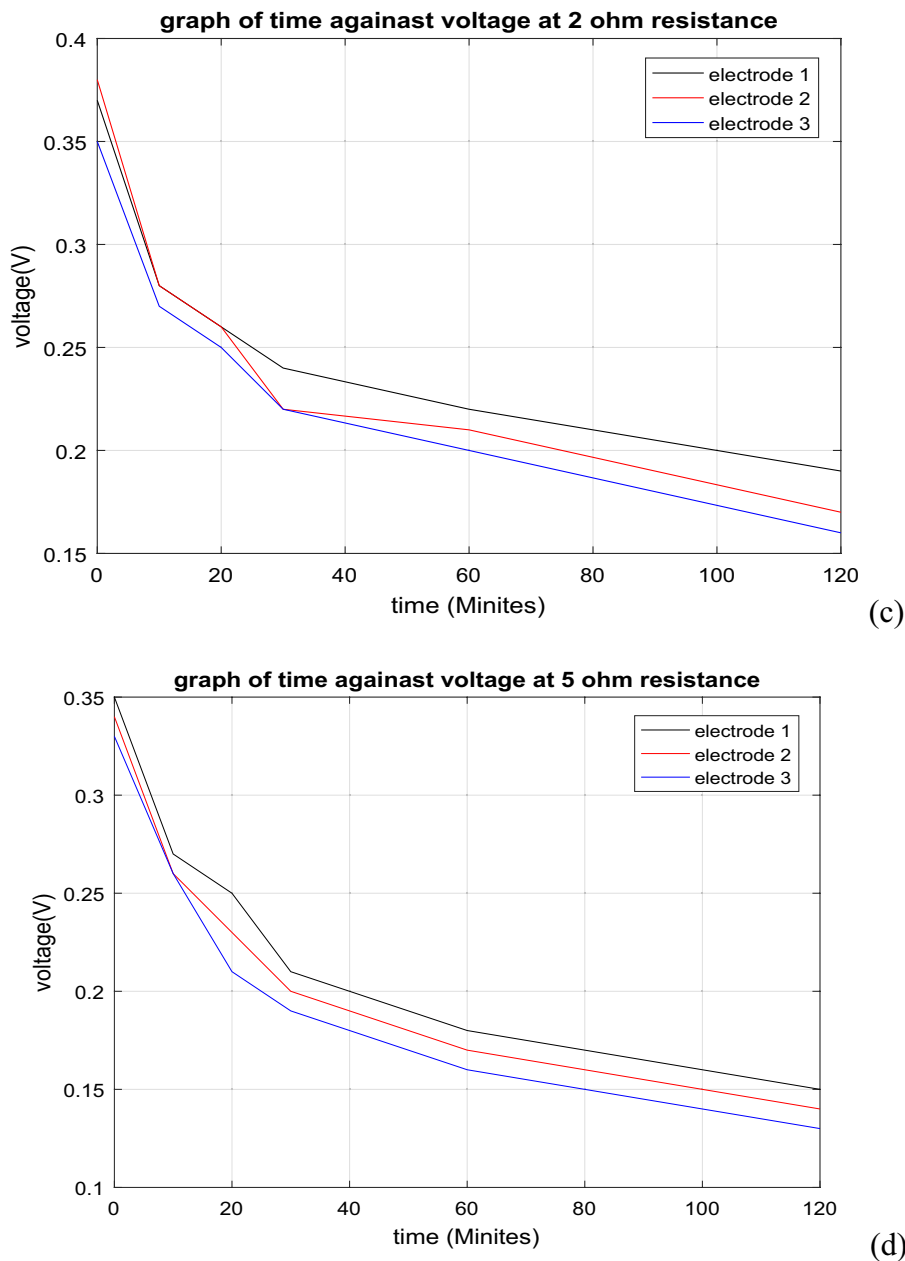 graph of time againast voltage at 2 ohm resistance
0.4
0.35
0.3
0.25
0.2
0.15
voltage(V)
electrode 1
electrode 2
electrode 3
0 20 40 60 80 100 120
time (Minites)
(c)
graph of time againast voltage at 5 ohm resistance
0.35
0.3
0.25
0.2
0.15
0.1
voltage(V)
electrode 1
electrode 2
electrode 3
0 20 40 60 80 100 120
time (Minites)
(d)